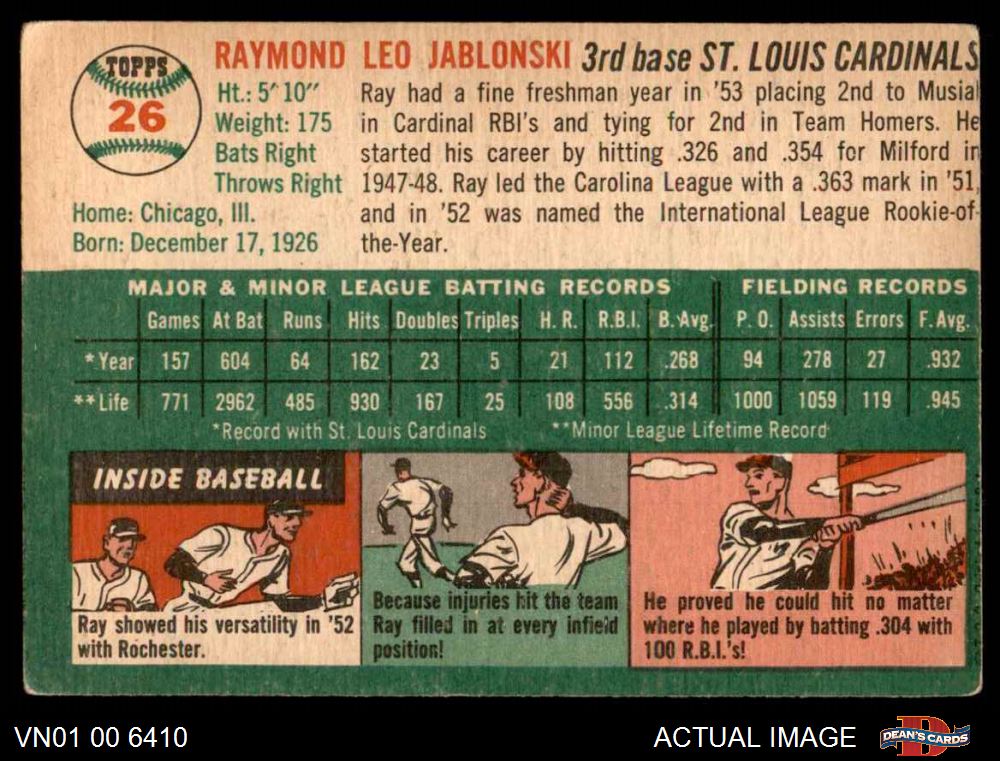 TOPPS
26
RAYMOND LEO JABLONSKI 3rd base ST. LOUIS CARDINALS
Ht.: 5' 10"
Weight: 175
Bats Right
Throws Right
Home: Chicago, Ill.
Born: December 17, 1926
Ray had a fine freshman year in '53 placing 2nd to Musial
in Cardinal RBI's and tying for 2nd in Team Homers. He
started his career by hitting .326 and .354 for Milford in
1947-48. Ray led the Carolina League with a .363 mark in '51,
and in '52 was named the International League Rookie-of-
the-Year.
MAJOR & MINOR LEAGUE BATTING RECORDS FIELDING RECORDS
Games At Bat Runs Hits Doubles Triples H. R. R.B.I. B. Avg. P. O. Assists Errors F. Avg.
*Year 157 604 64 162 23 5 21 112 .268 94 278 27 .932
**Life 771 2962 485 930 167 25 108 556 .314 1000 1059 119 .945
*Record with St. Louis Cardinals **Minor League Lifetime Record
INSIDE BASEBALL
Ray showed his versatility in '52
with Rochester.
Because injuries hit the team
Ray filled in at every infield
position!
He proved he could hit no matter
where he played by batting .304 with
100 R.B.I.'s!
VN01 00 6410
ACTUAL IMAGE
D
DEAN'S CARDS